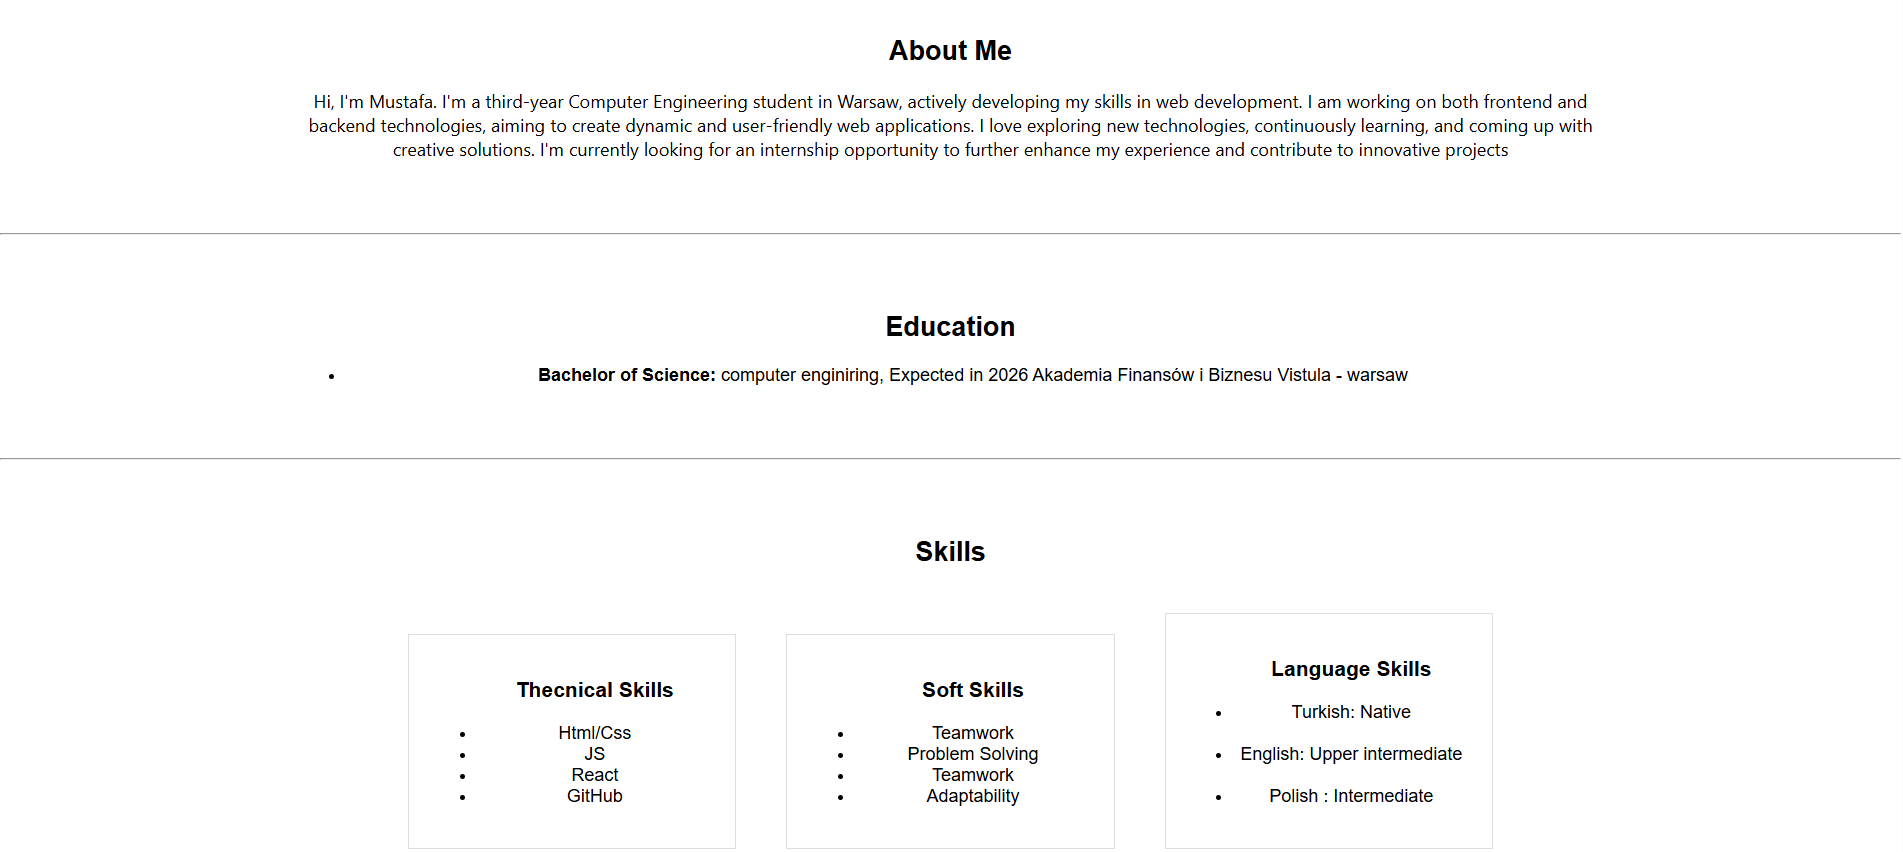 About Me
Hi, I'm Mustafa. I'm a third-year Computer Engineering student in Warsaw, actively developing my skills in web development. I am working on both frontend and
backend technologies, aiming to create dynamic and user-friendly web applications. I love exploring new technologies, continuously learning, and coming up with
creative solutions. I'm currently looking for an internship opportunity to further enhance my experience and contribute to innovative projects
Education
• Bachelor of Science: computer enginiring, Expected in 2026 Akademia Finansów i Biznesu Vistula - warsaw
Skills
Thecnical Skills
• Html/Css
• JS
• React
• GitHub
Soft Skills
• Teamwork
• Problem Solving
• Teamwork
• Adaptability
Language Skills
• Turkish: Native
• English: Upper intermediate
• Polish : Intermediate